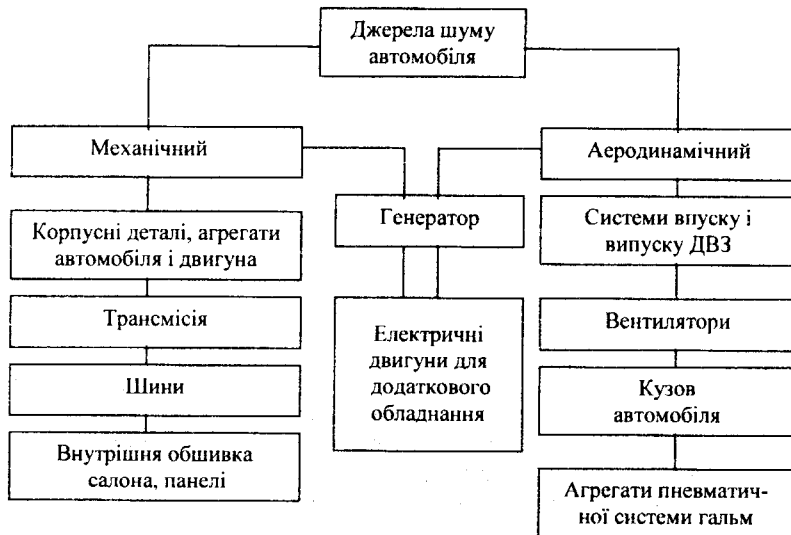 Джерела шуму
автомобіля
Механічний
Аеродинамічний
Генератор
Корпусні деталі, агрегати
автомобіля і двигуна
Системи впуску і
випуску ДВЗ
Трансмісія
Електричні
двигуни для
додаткового
обладнання
Вентилятори
Шини
Кузов
автомобіля
Внутрішня обшивка
салона, панелі
Агрегати пневматич-
ної системи гальм